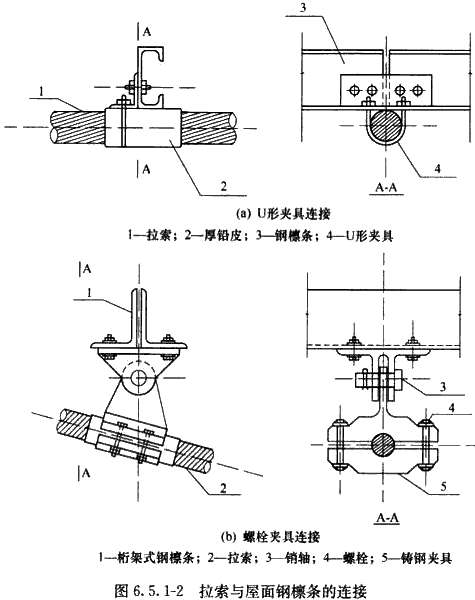 A
3
1
A
2
4
A-A
(a) U形夹具连接
1—拉索；2—厚铅皮；3—钢檩条；4—U形夹具
A
1
3
4
A
2
5
A-A
(b) 螺栓夹具连接
1—桁架式钢檩条；2—拉索；3—销轴；4—螺栓；5—铸钢夹具
图 6.5.1-2 拉索与屋面钢檩条的连接